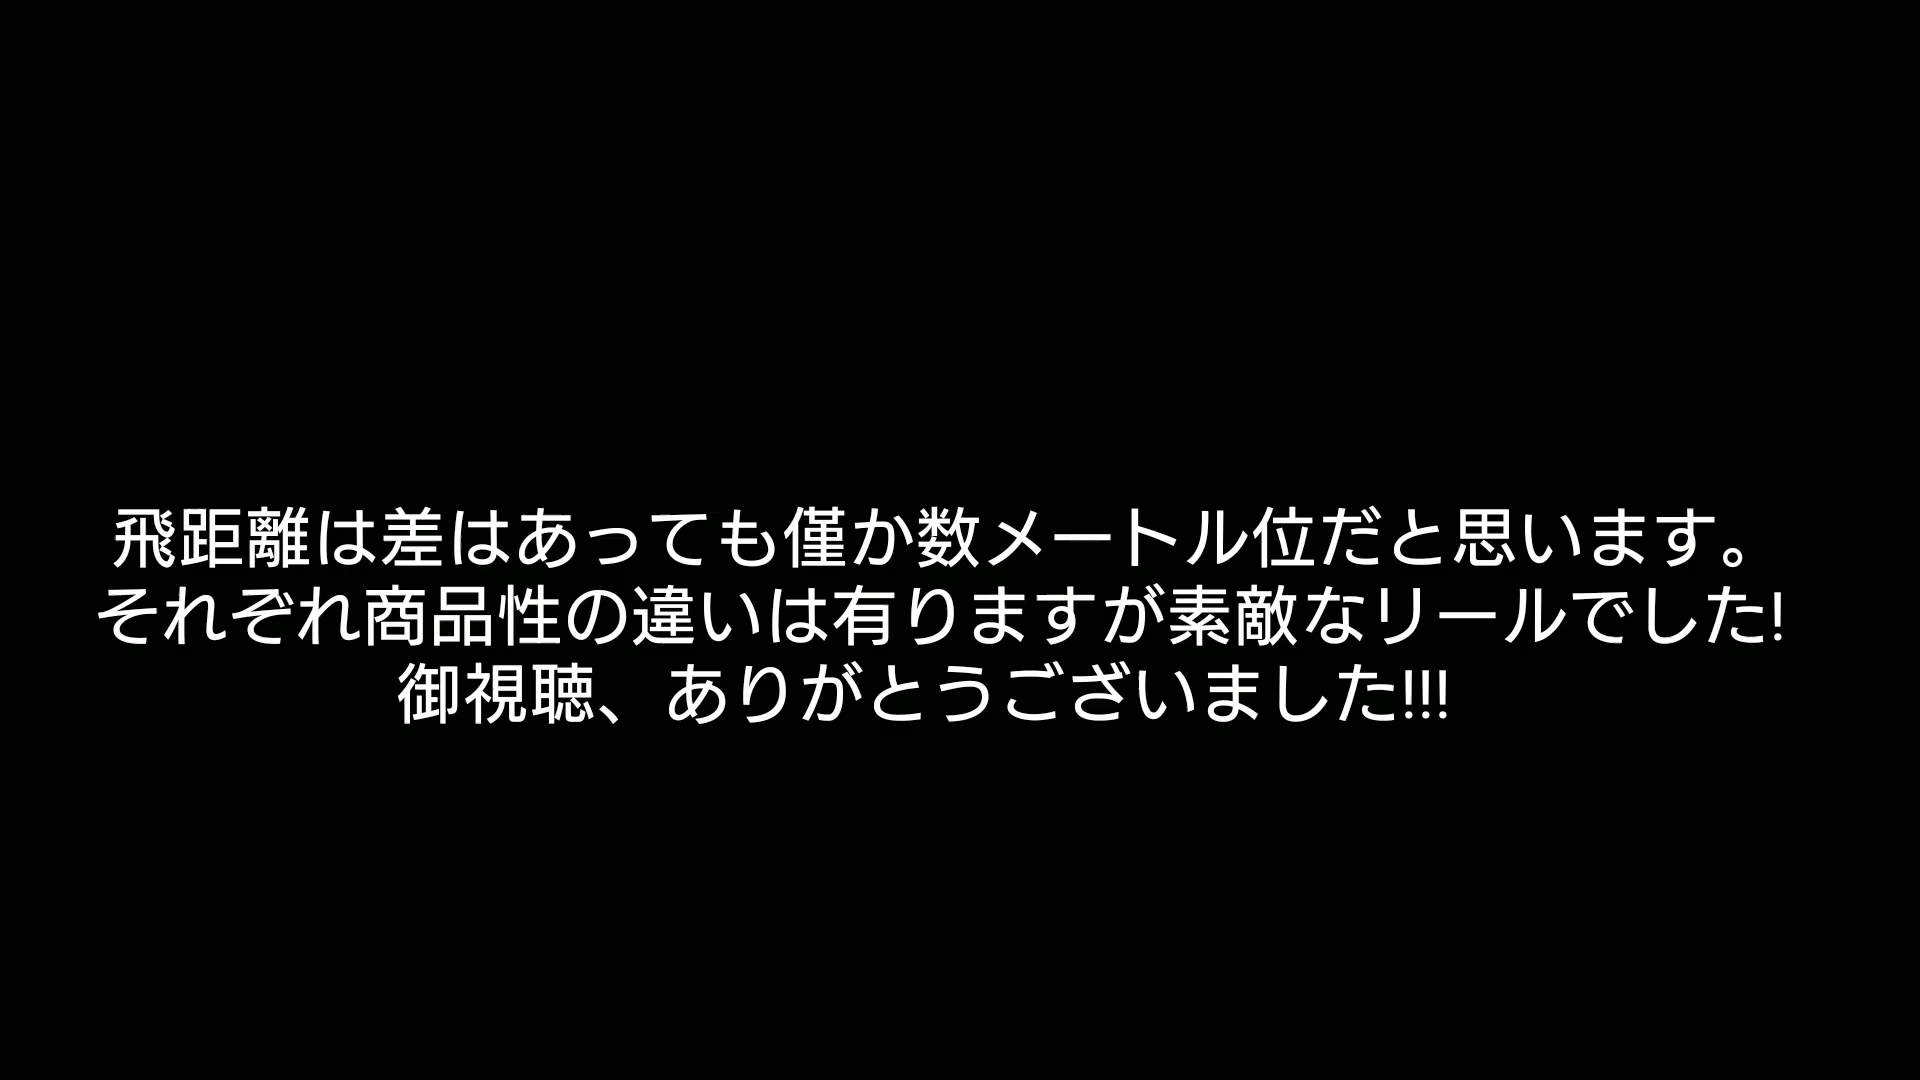 飛距離は差はあっても僅か数メートル位だと思います。
それぞれ商品性の違いは有りますが素敵なリールでした!
御視聴、ありがとうございました!!!